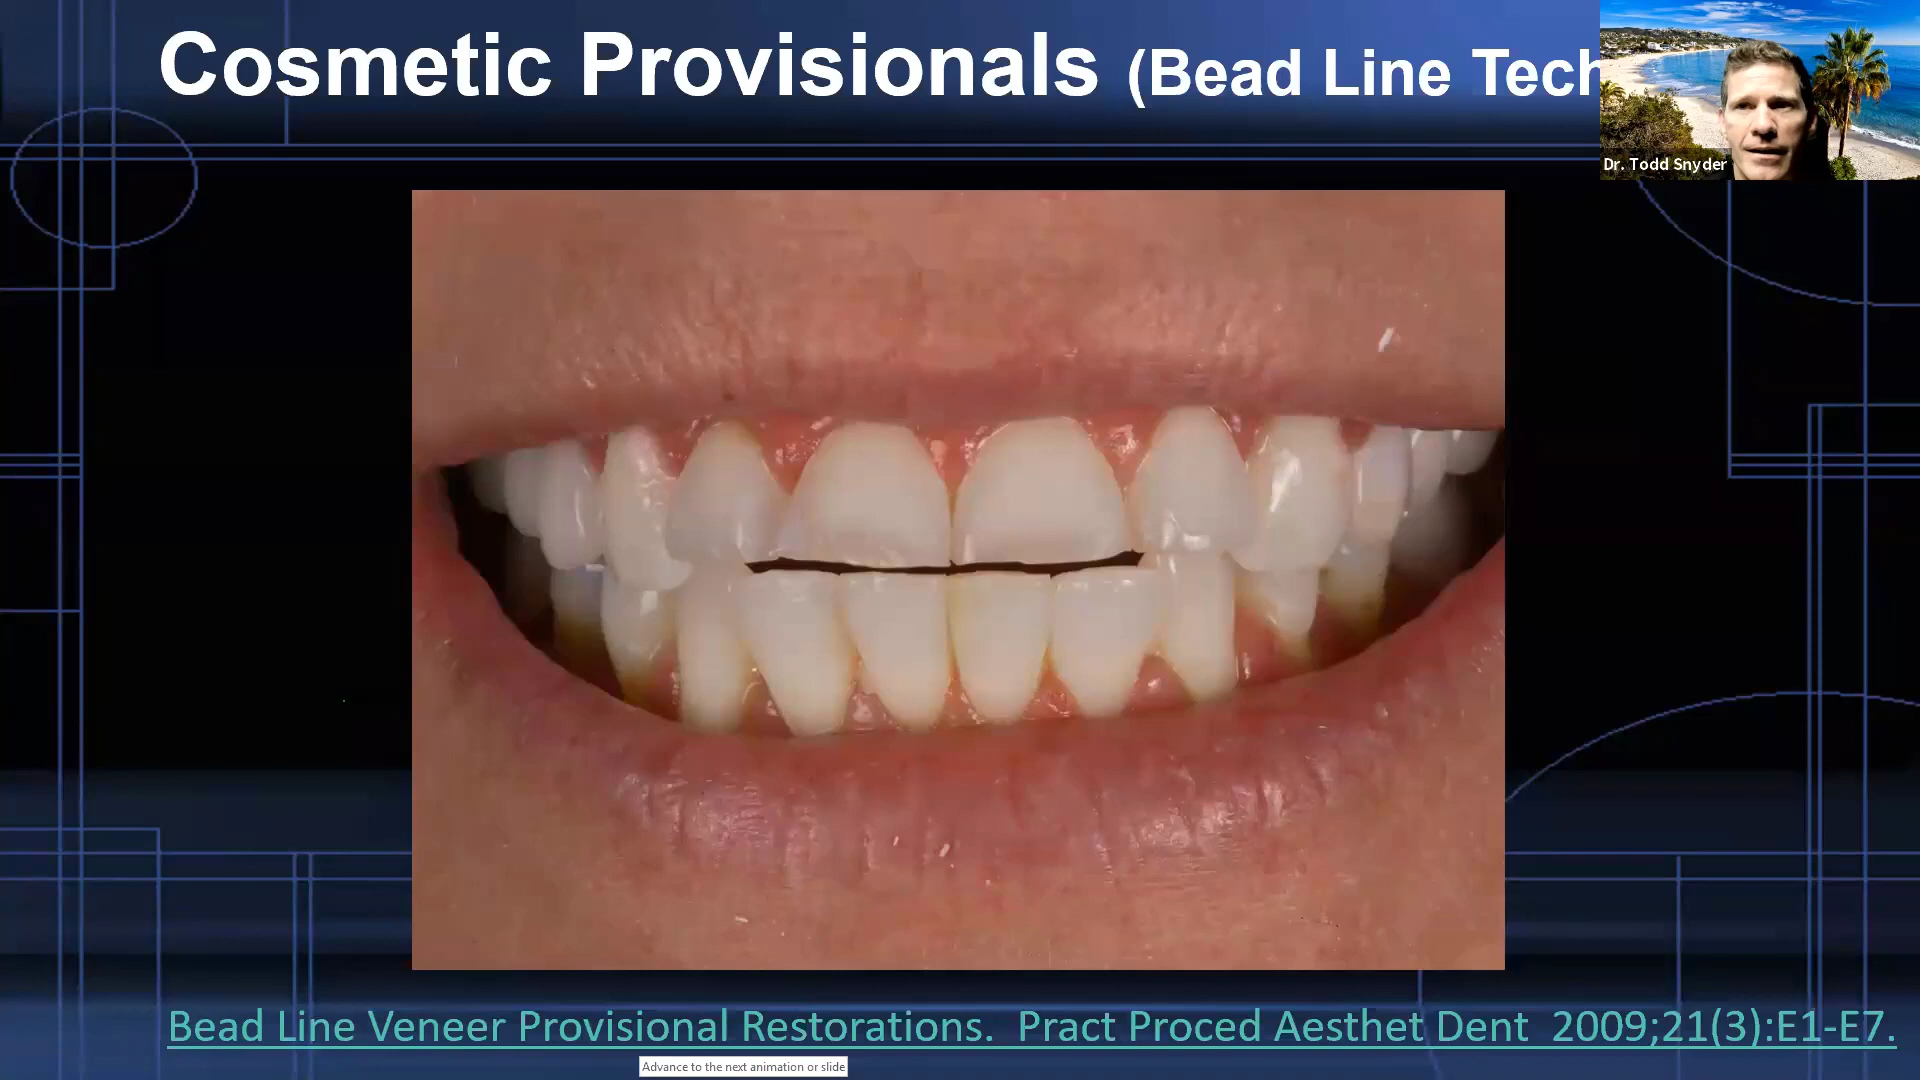 Cosmetic Provisionals (Bead Line Tech
Dr. Todd Snyder
Bead Line Veneer Provisional Restorations.  Pract Proced Aesthet Dent  2009;21(3):E1-E7.
Advance to the next animation or slide